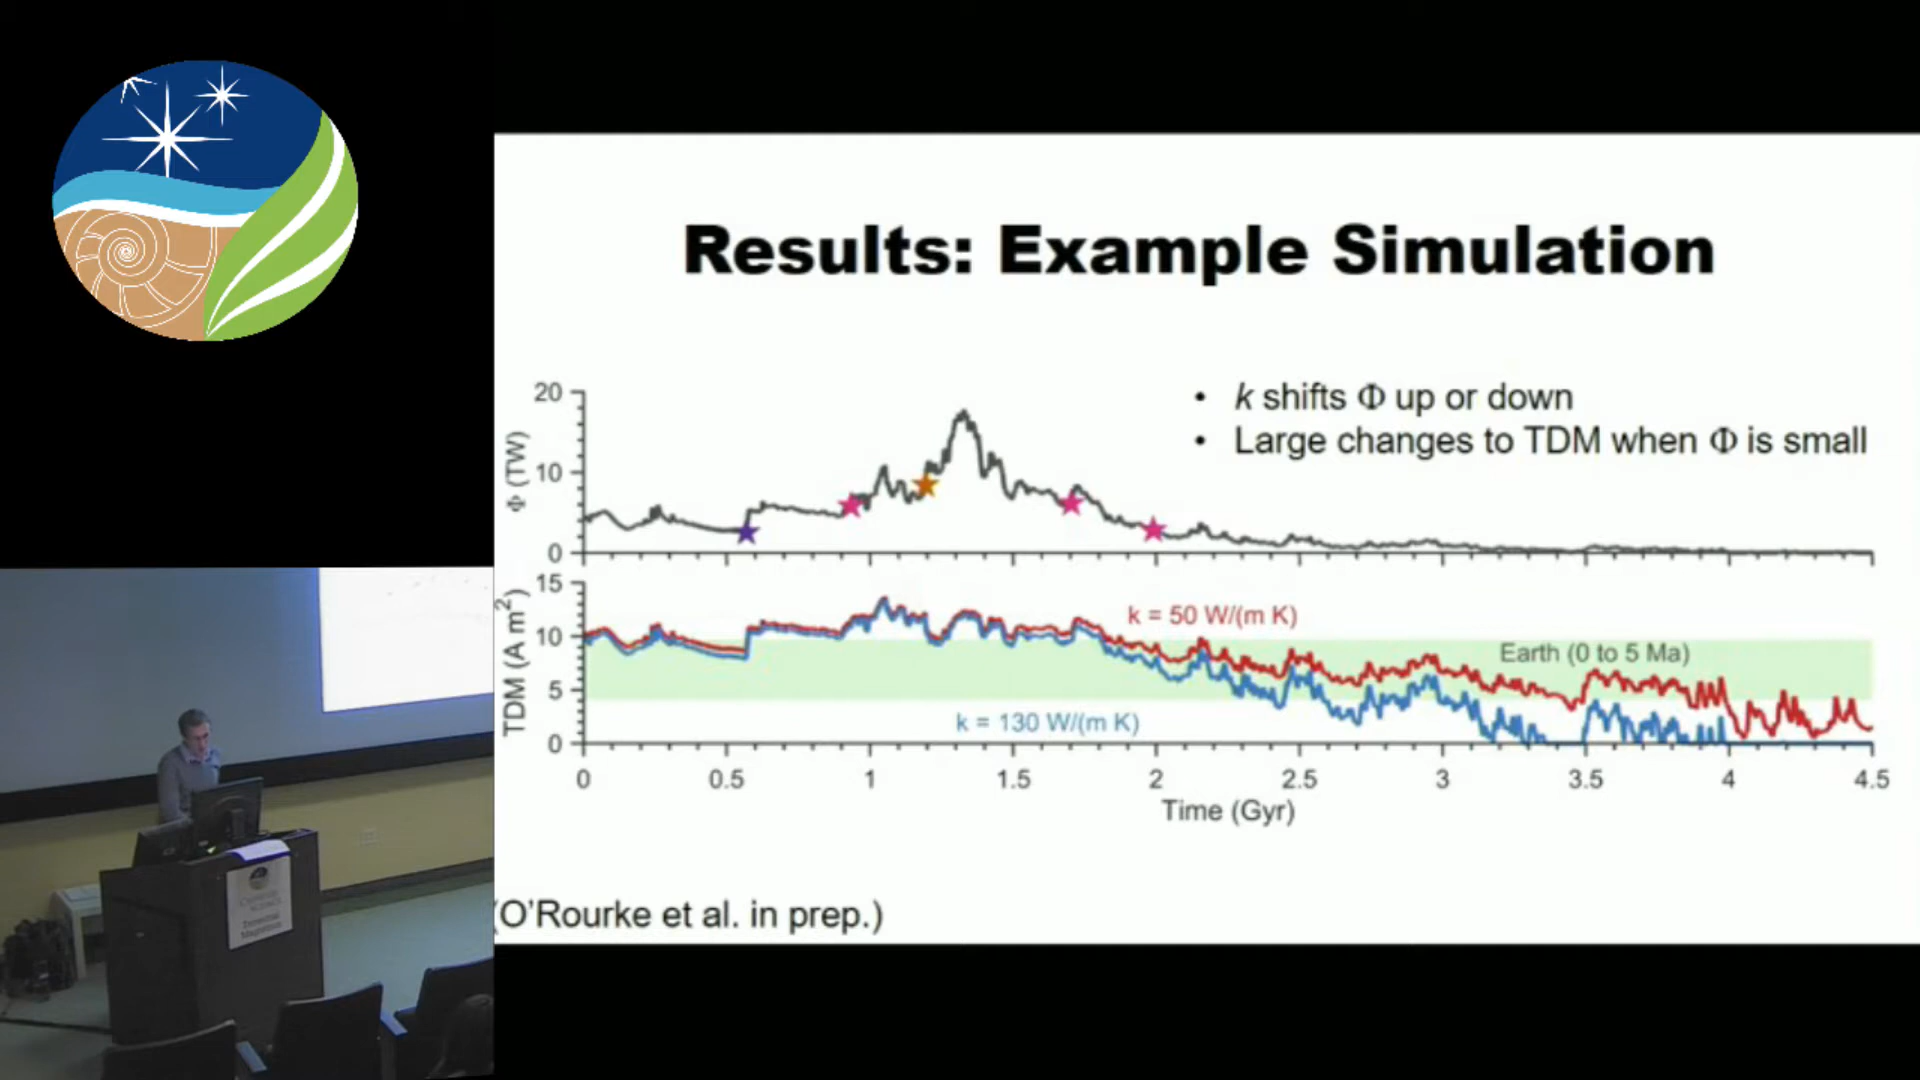 Results: Example Simulation
• k shifts Φ up or down
• Large changes to TDM when Φ is small
20
10
0
Φ (TW)
15
10
5
0
TDM (A m²)
k = 50 W/(m K)
Earth (0 to 5 Ma)
k = 130 W/(m K)
0 0.5 1 1.5 2 2.5 3 3.5 4 4.5
Time (Gyr)
(O'Rourke et al. in prep.)
Terrestrial
Magnetism